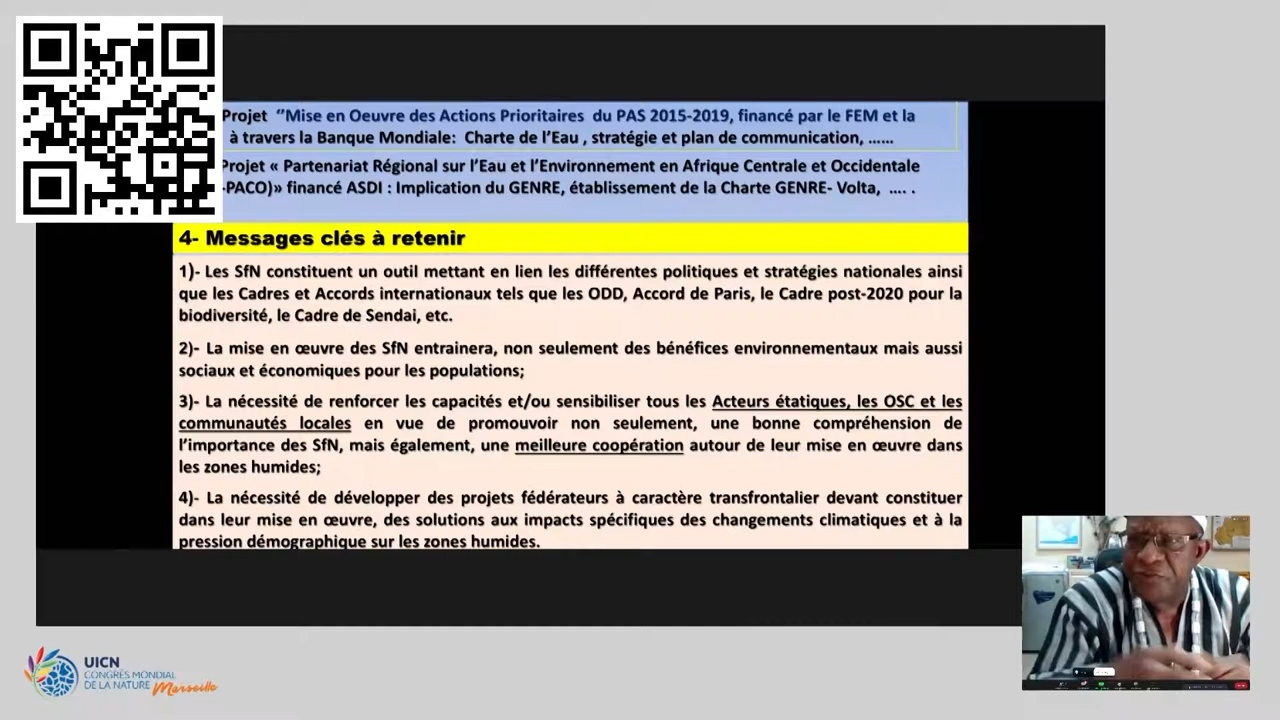 Projet "Mise en Oeuvre des Actions Prioritaires du PAS 2015-2019, financé par le FEM et la
à travers la Banque Mondiale: Charte de l'Eau , stratégie et plan de communication, ……
Projet « Partenariat Régional sur l'Eau et l'Environnement en Afrique Centrale et Occidentale
-PACO)» financé ASDI : Implication du GENRE, établissement de la Charte GENRE- Volta, …. .
4- Messages clés à retenir
1)- Les SfN constituent un outil mettant en lien les différentes politiques et stratégies nationales ainsi
que les Cadres et Accords internationaux tels que les ODD, Accord de Paris, le Cadre post-2020 pour la
biodiversité, le Cadre de Sendai, etc.
2)- La mise en œuvre des SfN entrainera, non seulement des bénéfices environnementaux mais aussi
sociaux et économiques pour les populations;
3)- La nécessité de renforcer les capacités et/ou sensibiliser tous les Acteurs étatiques, les OSC et les
communautés locales en vue de promouvoir non seulement, une bonne compréhension de
l'importance des SfN, mais également, une meilleure coopération autour de leur mise en œuvre dans
les zones humides;
4)- La nécessité de développer des projets fédérateurs à caractère transfrontalier devant constituer
dans leur mise en œuvre, des solutions aux impacts spécifiques des changements climatiques et à la
pression démographique sur les zones humides.
UICN
CONGRÈS MONDIAL
DE LA NATURE
Marseille